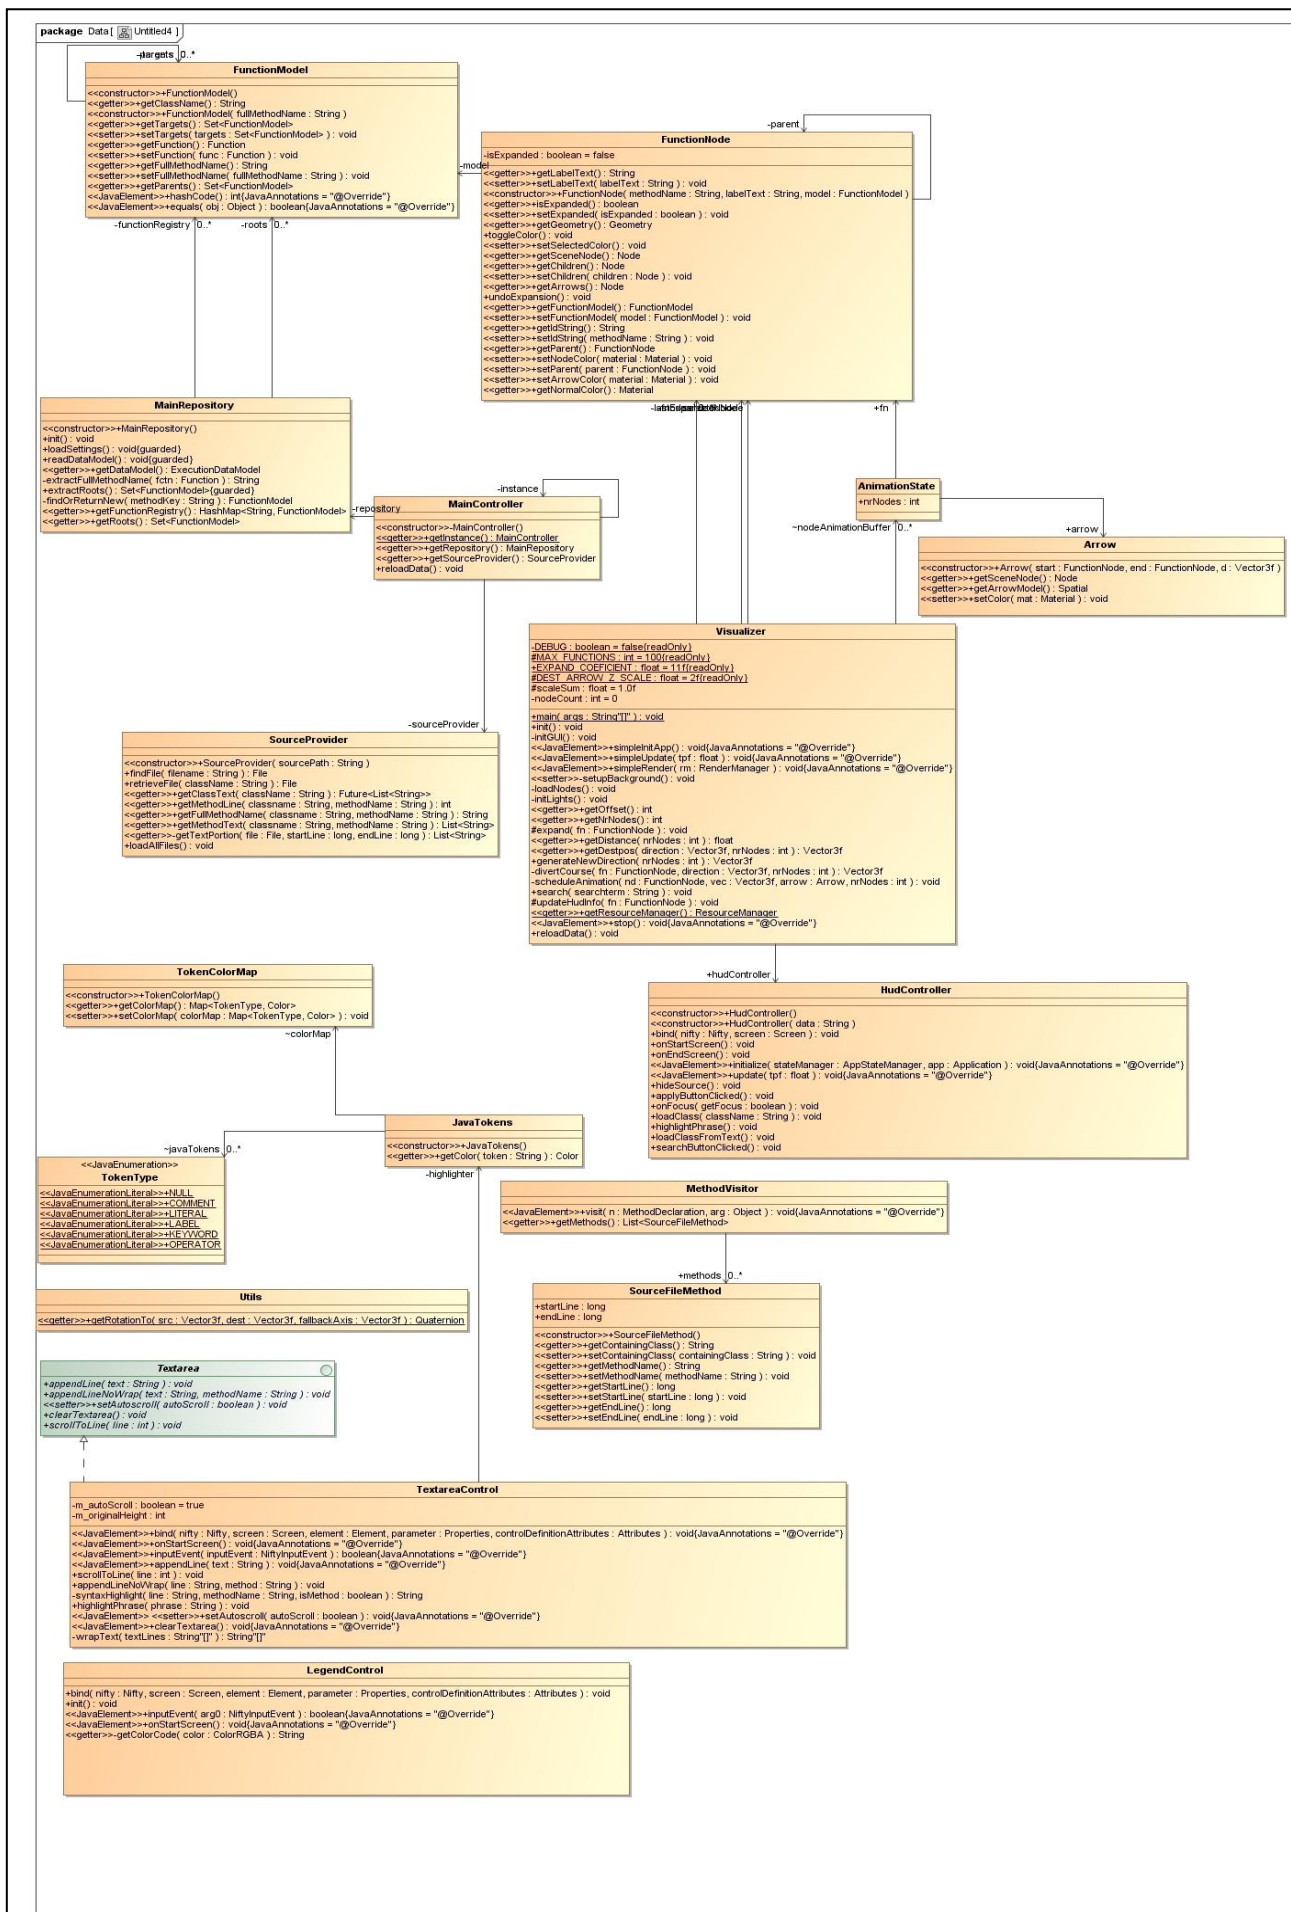 package Data [ Untitled4 ]
0..*
FunctionModel
<<constructor>>+FunctionModel()
<<getter>>+getClassName() : String
<<constructor>>+FunctionModel( fullMethodName : String )
<<getter>>+getTargets() : Set<FunctionModel>
<<setter>>+setTargets( targets : Set<FunctionModel> ) : void
<<getter>>+getFunction() : Function
<<setter>>+setFunction( func : Function ) : void
<<getter>>+getFullMethodName() : String
<<setter>>+setFullMethodName( fullMethodName : String ) : void
<<getter>>+getParents() : Set<FunctionModel>
<<JavaElement>>+hashCode() : int{JavaAnnotations = "@Override"}
<<JavaElement>>+equals( obj : Object ) : boolean{JavaAnnotations = "@Override"}
-functionRegistry 0..*
-roots 0..*
-model
-parent
FunctionNode
-isExpanded : boolean = false
<<getter>>+getLabelText() : String
<<setter>>+setLabelText( labelText : String ) : void
<<constructor>>+FunctionNode( methodName : String, labelText : String, model : FunctionModel )
<<getter>>+isExpanded() : boolean
<<setter>>+setExpanded( isExpanded : boolean ) : void
<<getter>>+getGeometry() : Geometry
+toggleColor() : void
<<setter>>+setSelectedColor() : void
<<getter>>+getSceneNode() : Node
<<getter>>+getChildren() : Node
<<setter>>+setChildren( children : Node ) : void
<<getter>>+getArrows() : Node
+undoExpansion() : void
<<getter>>+getFunctionModel() : FunctionModel
<<setter>>+setFunctionModel( model : FunctionModel ) : void
<<getter>>+getIdString() : String
<<setter>>+setIdString( methodName : String ) : void
<<getter>>+getParent() : FunctionNode
<<setter>>+setNodeColor( material : Material ) : void
<<setter>>+setParent( parent : FunctionNode ) : void
<<setter>>+setArrowColor( material : Material ) : void
<<getter>>+getNormalColor() : Material
+fn
MainRepository
<<constructor>>+MainRepository()
+init() : void
+loadSettings() : void{guarded}
+readDataModel() : void{guarded}
<<getter>>+getDataModel() : ExecutionDataModel
-extractFullMethodName( fctn : Function ) : String
+extractRoots() : Set<FunctionModel>{guarded}
-findOrReturnNew( methodKey : String ) : FunctionModel
<<getter>>+getFunctionRegistry() : HashMap<String, FunctionModel>
<<getter>>+getRoots() : Set<FunctionModel>
-repository
-instance
MainController
<<constructor>>-MainController()
<<getter>>+getInstance() : MainController
<<getter>>+getRepository() : MainRepository
<<getter>>+getSourceProvider() : SourceProvider
+reloadData() : void
AnimationState
+nrNodes : int
~nodeAnimationBuffer 0..*
+arrow
Arrow
<<constructor>>+Arrow( start : FunctionNode, end : FunctionNode, d : Vector3f )
<<getter>>+getSceneNode() : Node
<<getter>>+getArrowModel() : Spatial
<<setter>>+setColor( mat : Material ) : void
-sourceProvider
SourceProvider
<<constructor>>+SourceProvider( sourcePath : String )
+findFile( filename : String ) : File
+retrieveFile( className : String ) : File
<<getter>>+getClassText( className : String ) : Future<List<String>>
<<getter>>+getMethodLine( classname : String, methodName : String ) : int
<<getter>>+getFullMethodName( classname : String, methodName : String ) : String
<<getter>>+getMethodText( classname : String, methodName : String ) : List<String>
<<getter>>-getTextPortion( file : File, startLine : long, endLine : long ) : List<String>
+loadAllFiles() : void
Visualizer
-DEBUG : boolean = false{readOnly}
#MAX_FUNCTIONS : int = 100{readOnly}
+EXPAND_COEFICIENT : float = 11f{readOnly}
#DEST_ARROW_Z_SCALE : float = 2f{readOnly}
#scaleSum : float = 1.0f
-nodeCount : int = 0
+main( args : String"[]" ) : void
+init() : void
-initGUI() : void
<<JavaElement>>+simpleInitApp() : void{JavaAnnotations = "@Override"}
<<JavaElement>>+simpleUpdate( tpf : float ) : void{JavaAnnotations = "@Override"}
<<JavaElement>>+simpleRender( rm : RenderManager ) : void{JavaAnnotations = "@Override"}
<<setter>>-setupBackground() : void
-loadNodes() : void
-initLights() : void
<<getter>>+getOffset() : int
<<getter>>+getNrNodes() : int
#expand( fn : FunctionNode ) : void
<<getter>>+getDistance( nrNodes : int ) : float
<<getter>>+getDestpos( direction : Vector3f, nrNodes : int ) : Vector3f
+generateNewDirection( nrNodes : int ) : Vector3f
-divertCourse( fn : FunctionNode, direction : Vector3f, nrNodes : int ) : Vector3f
-scheduleAnimation( nd : FunctionNode, vec : Vector3f, arrow : Arrow, nrNodes : int ) : void
+search( searchterm : String ) : void
#updateHudInfo( fn : FunctionNode ) : void
<<getter>>+getResourceManager() : ResourceManager
<<JavaElement>>+stop() : void{JavaAnnotations = "@Override"}
+reloadData() : void
+hudController
HudController
<<constructor>>+HudController()
<<constructor>>+HudController( data : String )
+bind( nifty : Nifty, screen : Screen ) : void
+onStartScreen() : void
+onEndScreen() : void
<<JavaElement>>+initialize( stateManager : AppStateManager, app : Application ) : void{JavaAnnotations = "@Override"}
<<JavaElement>>+update( tpf : float ) : void{JavaAnnotations = "@Override"}
+hideSource() : void
+applyButtonClicked() : void
+onFocus( getFocus : boolean ) : void
+loadClass( className : String ) : void
+highlightPhrase() : void
+loadClassFromText() : void
+searchButtonClicked() : void
TokenColorMap
<<constructor>>+TokenColorMap()
<<getter>>+getColorMap() : Map<TokenType, Color>
<<setter>>+setColorMap( colorMap : Map<TokenType, Color> ) : void
~colorMap
JavaTokens
<<constructor>>+JavaTokens()
<<getter>>+getColor( token : String ) : Color
~javaTokens 0..*
-highlighter
<<JavaEnumeration>>
TokenType
<<JavaEnumerationLiteral>>+NULL
<<JavaEnumerationLiteral>>+COMMENT
<<JavaEnumerationLiteral>>+LITERAL
<<JavaEnumerationLiteral>>+LABEL
<<JavaEnumerationLiteral>>+KEYWORD
<<JavaEnumerationLiteral>>+OPERATOR
MethodVisitor
<<JavaElement>>+visit( n : MethodDeclaration, arg : Object ) : void{JavaAnnotations = "@Override"}
<<getter>>+getMethods() : List<SourceFileMethod>
+methods 0..*
SourceFileMethod
+startLine : long
+endLine : long
<<constructor>>+SourceFileMethod()
<<getter>>+getContainingClass() : String
<<setter>>+setContainingClass( containingClass : String ) : void
<<getter>>+getMethodName() : String
<<setter>>+setMethodName( methodName : String ) : void
<<getter>>+getStartLine() : long
<<setter>>+setStartLine( startLine : long ) : void
<<getter>>+getEndLine() : long
<<setter>>+setEndLine( endLine : long ) : void
Utils
<<getter>>+getRotationTo( src : Vector3f, dest : Vector3f, fallbackAxis : Vector3f ) : Quaternion
Textarea
+appendLine( text : String ) : void
+appendLineNoWrap( text : String, methodName : String ) : void
<<setter>>+setAutoscroll( autoScroll : boolean ) : void
+clearTextarea() : void
+scrollToLine( line : int ) : void
TextareaControl
-m_autoScroll : boolean = true
-m_originalHeight : int
<<JavaElement>>+bind( nifty : Nifty, screen : Screen, element : Element, parameter : Properties, controlDefinitionAttributes : Attributes ) : void{JavaAnnotations = "@Override"}
<<JavaElement>>+onStartScreen() : void{JavaAnnotations = "@Override"}
<<JavaElement>>+inputEvent( inputEvent : NiftyInputEvent ) : boolean{JavaAnnotations = "@Override"}
<<JavaElement>>+appendLine( text : String ) : void{JavaAnnotations = "@Override"}
+scrollToLine( line : int ) : void
+appendLineNoWrap( line : String, method : String ) : void
-syntaxHighlight( line : String, methodName : String, isMethod : boolean ) : String
+highlightPhrase( phrase : String ) : void
<<JavaElement>> <<setter>>+setAutoscroll( autoScroll : boolean ) : void{JavaAnnotations = "@Override"}
<<JavaElement>>+clearTextarea() : void{JavaAnnotations = "@Override"}
-wrapText( textLines : String"[]" ) : String"[]"
LegendControl
+bind( nifty : Nifty, screen : Screen, element : Element, parameter : Properties, controlDefinitionAttributes : Attributes ) : void
+init() : void
<<JavaElement>>+inputEvent( arg0 : NiftyInputEvent ) : boolean{JavaAnnotations = "@Override"}
<<JavaElement>>+onStartScreen() : void{JavaAnnotations = "@Override"}
<<getter>>-getColorCode( color : ColorRGBA ) : String